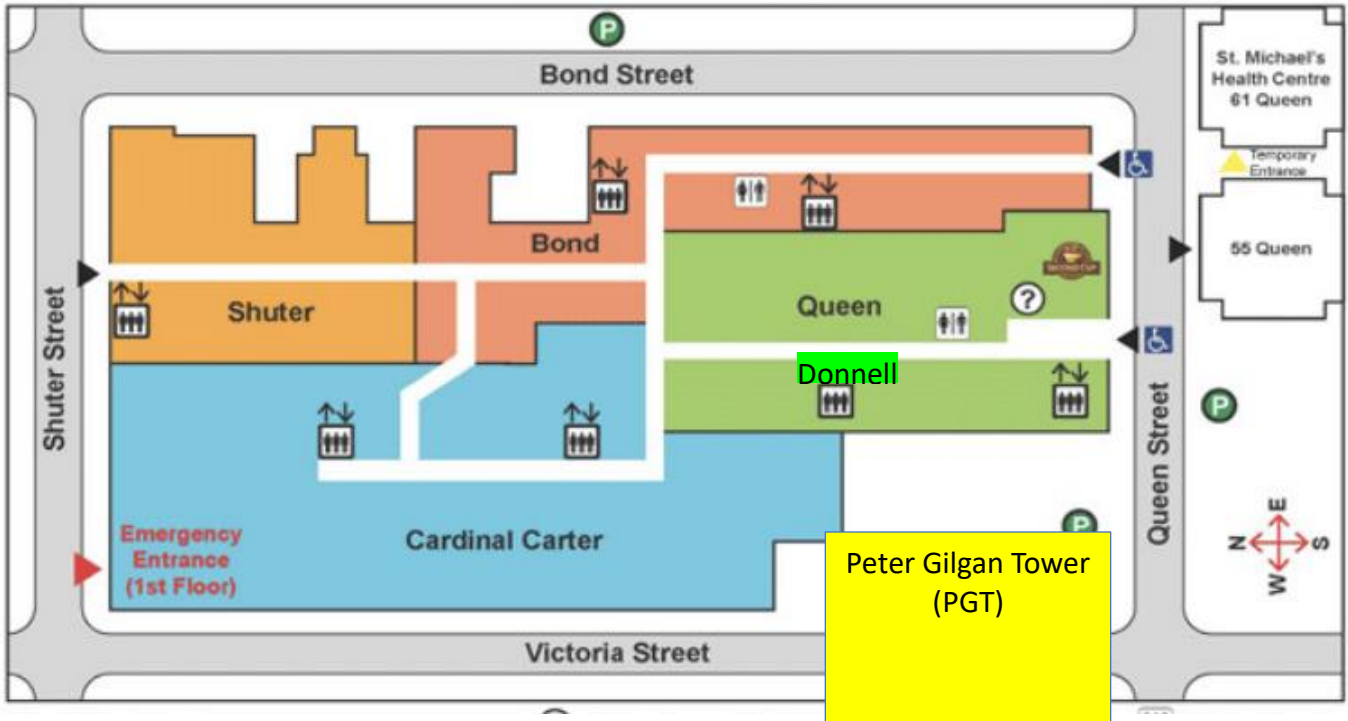 P
Bond Street
St. Michael's
Health Centre
61 Queen
Temporary
Entrance
55 Queen
Bond
Shuter
Queen
?
Donnell
Shuter Street
P
Queen Street
P
E
N
S
W
Emergency
Entrance
(1st Floor)
Cardinal Carter
Peter Gilgan Tower
(PGT)
Victoria Street